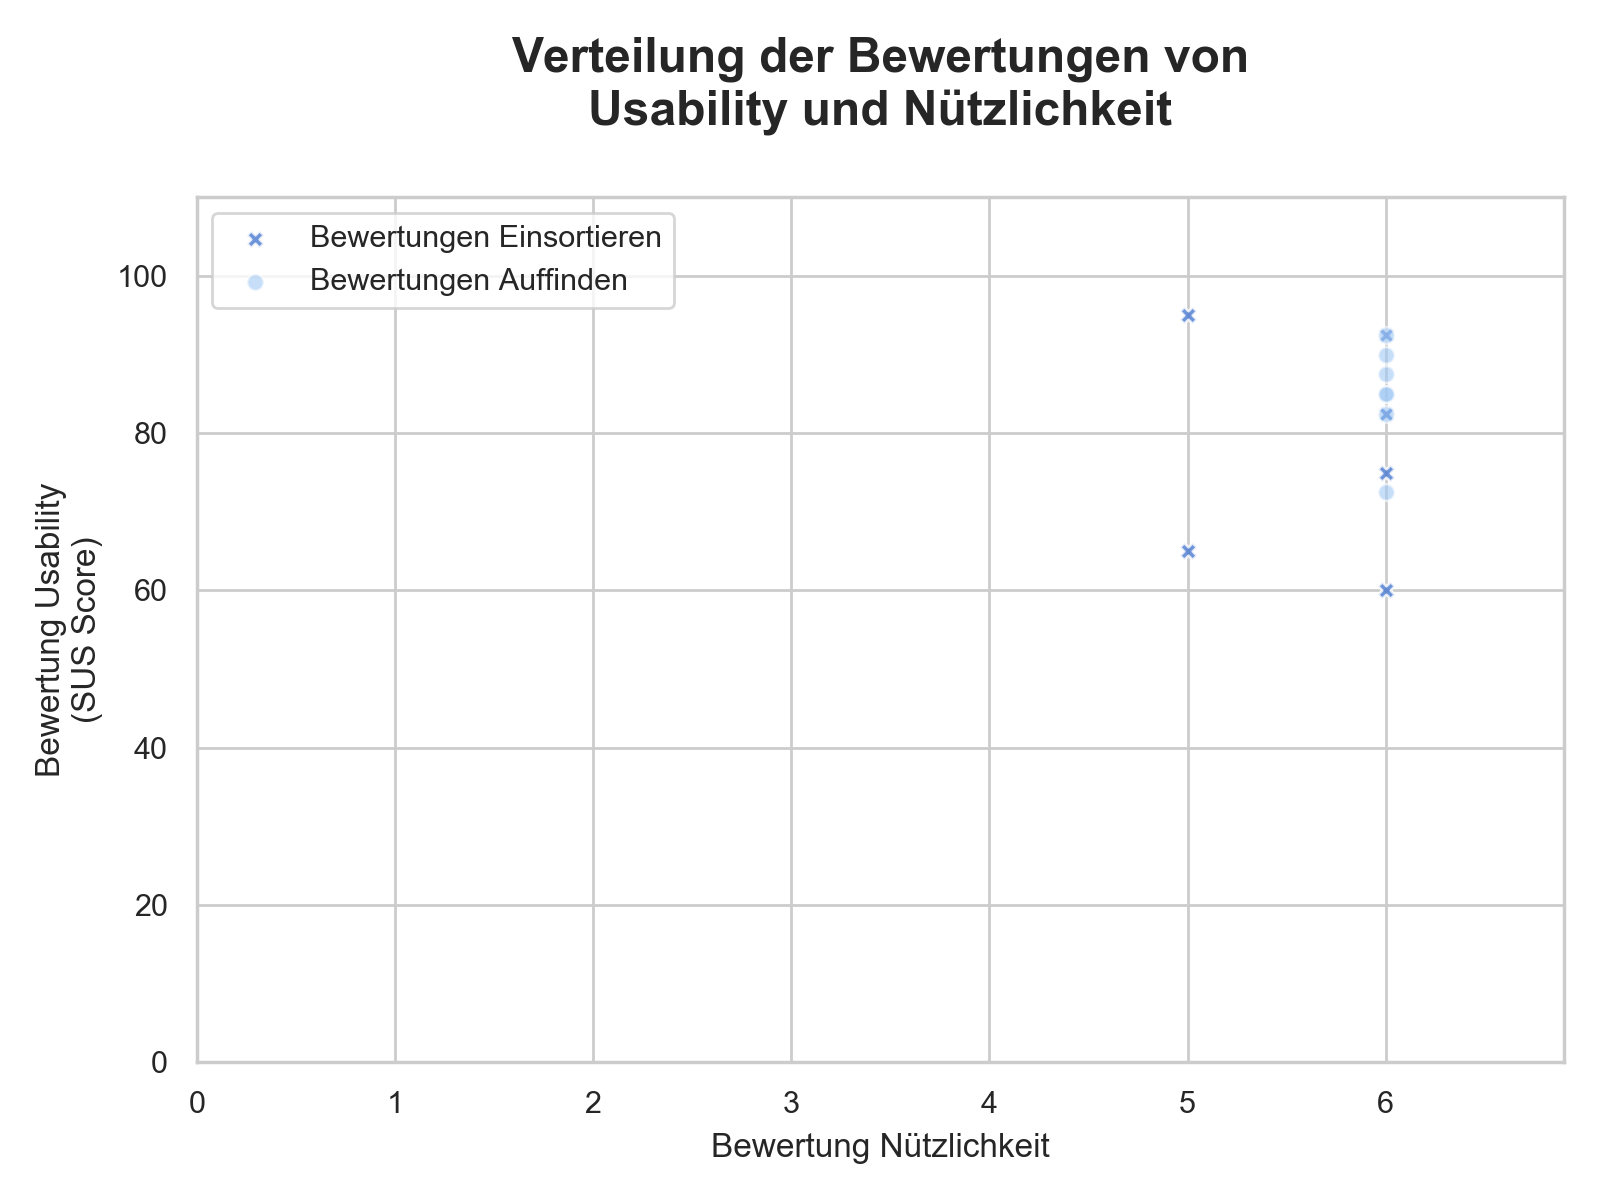 Verteilung der Bewertungen von
Usability und Nützlichkeit
Bewertungen Einsortieren
Bewertungen Auffinden
100
80
60
40
20
0
Bewertung Usability
(SUS Score)
0 1 2 3 4 5 6
Bewertung Nützlichkeit